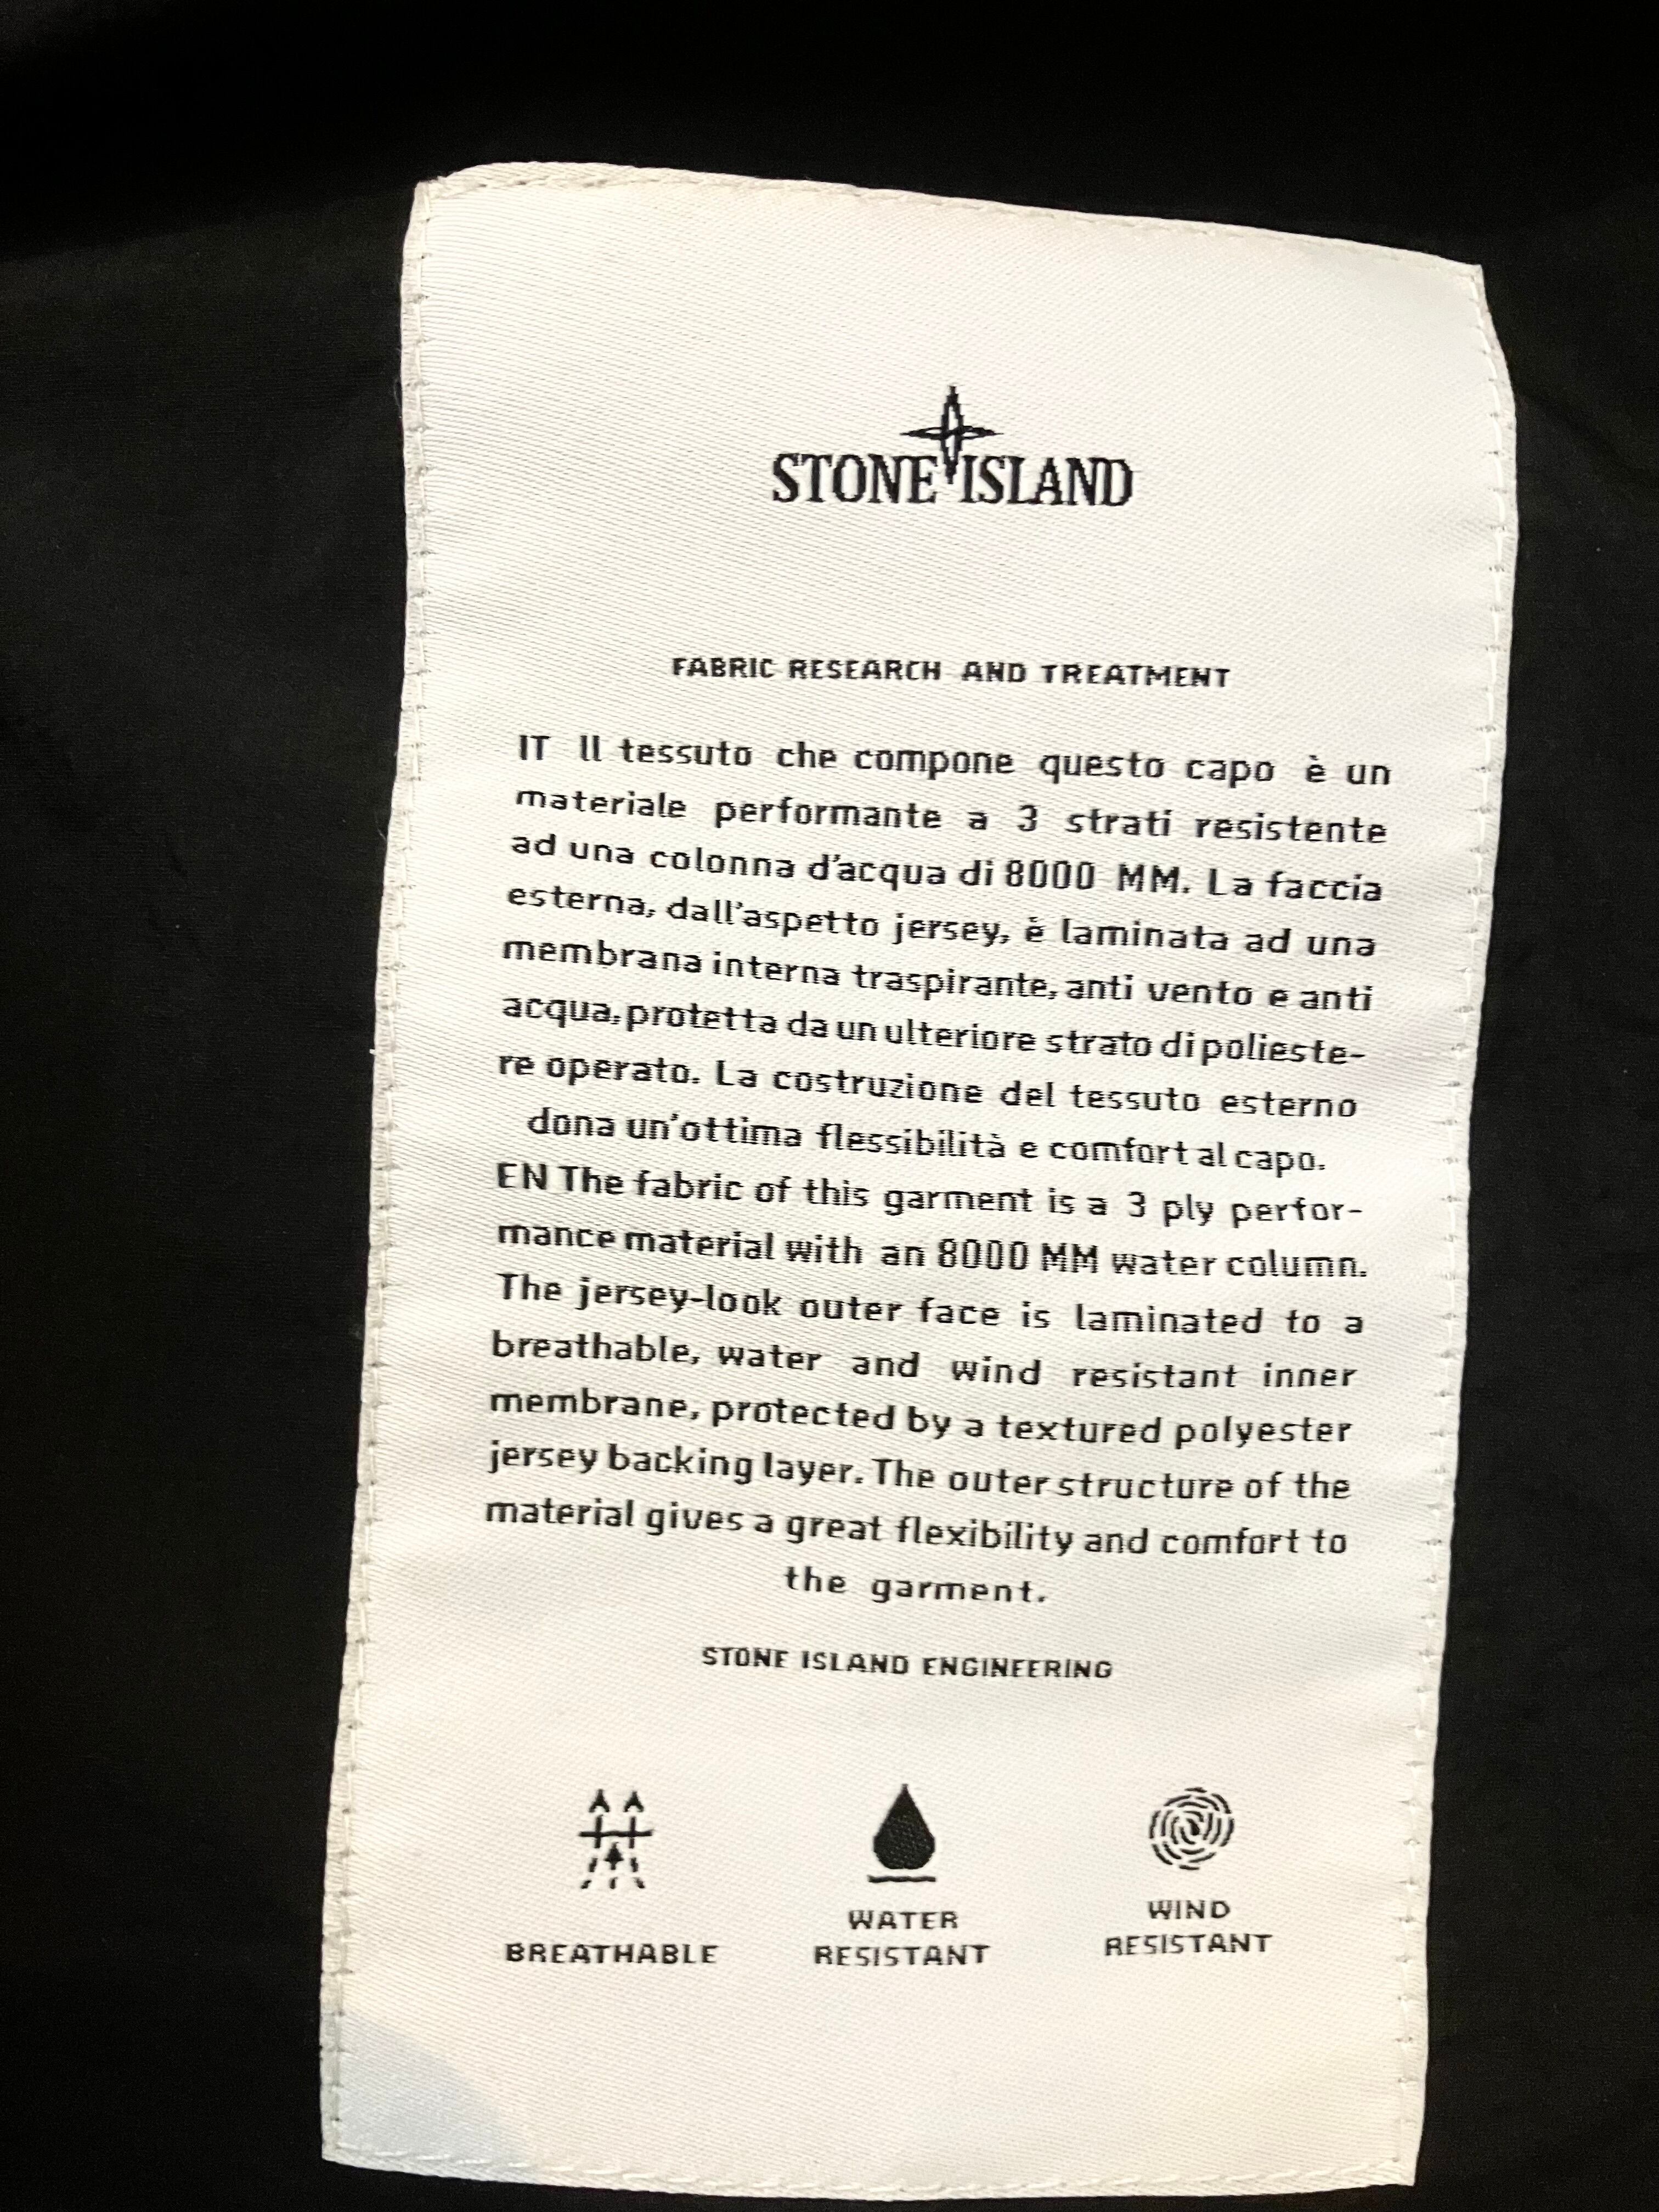 STONE ISLAND
FABRIC RESEARCH AND TREATMENT
IT Il tessuto che compone questo capo è un
materiale performante a 3 strati resistente
ad una colonna d'acqua di 8000 MM. La faccia
esterna, dall'aspetto jersey, è laminata ad una
membrana interna traspirante, anti vento e anti
acqua, protetta da un ulteriore strato di polieste-
re operato. La costruzione del tessuto esterno
dona un'ottima flessibilità e comfort al capo.
EN The fabric of this garment is a 3 ply perfor-
mance material with an 8000 MM water column.
The jersey-look outer face is laminated to a
breathable, water and wind resistant inner
membrane, protected by a textured polyester
jersey backing layer. The outer structure of the
material gives a great flexibility and comfort to
the garment.
STONE ISLAND ENGINEERING
BREATHABLE
WATER
RESISTANT
WIND
RESISTANT